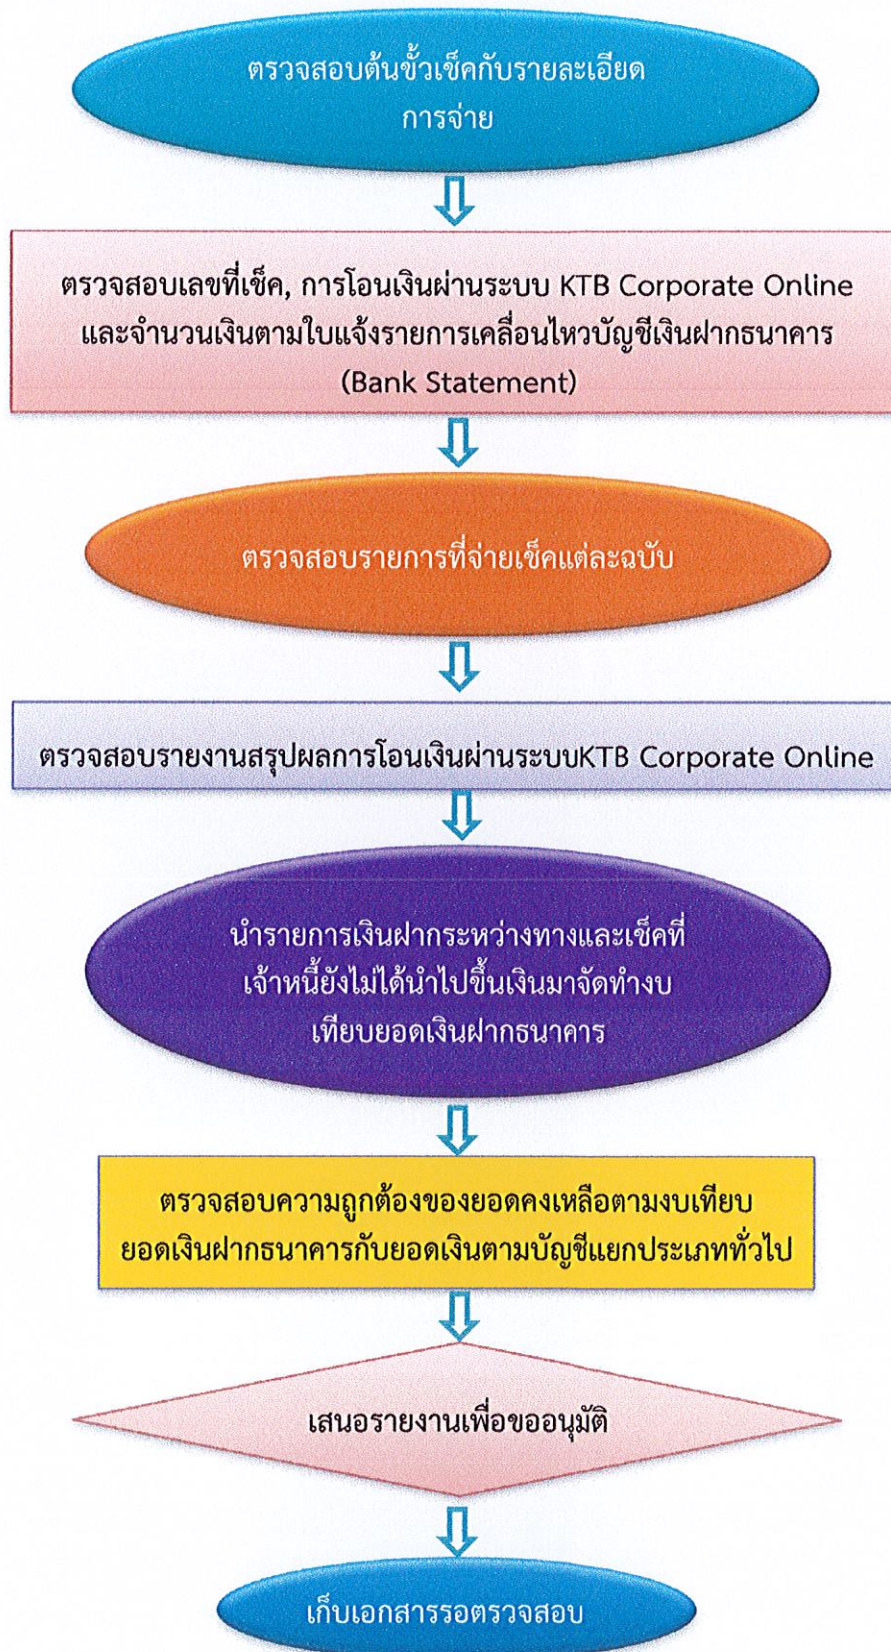 ตรวจสอบต้นขั้วเช็คกับรายละเอียด
การจ่าย
ตรวจสอบเลขที่เช็ค, การโอนเงินผ่านระบบ KTB Corporate Online
และจำนวนเงินตามใบแจ้งรายการเคลื่อนไหวบัญชีเงินฝากธนาคาร
(Bank Statement)
ตรวจสอบรายการที่จ่ายเช็คแต่ละฉบับ
ตรวจสอบรายงานสรุปผลการโอนเงินผ่านระบบKTB Corporate Online
นำรายการเงินฝากระหว่างทางและเช็คที่
เจ้าหนี้ยังไม่ได้นำไปขึ้นเงินมาจัดทำงบ
เทียบยอดเงินฝากธนาคาร
ตรวจสอบความถูกต้องของยอดคงเหลือตามงบเทียบ
ยอดเงินฝากธนาคารกับยอดเงินตามบัญชีแยกประเภททั่วไป
เสนอรายงานเพื่อขออนุมัติ
เก็บเอกสารรอตรวจสอบ